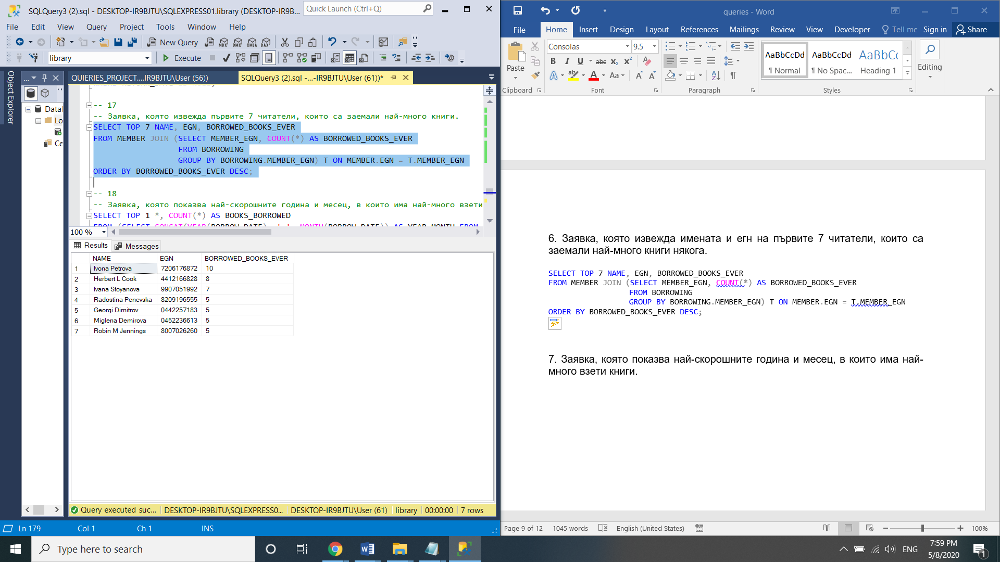 SQLQuery3 (2).sql - DESKTOP-IR9BJTU\SQLEXPRESS01.library (DESKTOP-IR9B...
Quick Launch (Ctrl+Q)
File Edit View Query Project Tools Window Help
New Query
library
Execute
Object Explorer
...
Datab
Lo
Ce
QUIERIES_PROJECT....IR9BJTU\User (56))
SQLQuery3 (2).sql -...-IR9BJTU\User (61))*
-- 17
-- Заявка, която извежда първите 7 читатели, които са заемали най-много книги.
SELECT TOP 7 NAME, EGN, BORROWED_BOOKS_EVER
FROM MEMBER JOIN (SELECT MEMBER_EGN, COUNT(*) AS BORROWED_BOOKS_EVER
FROM BORROWING
GROUP BY BORROWING.MEMBER_EGN) T ON MEMBER.EGN = T.MEMBER_EGN
ORDER BY BORROWED_BOOKS_EVER DESC;
-- 18
-- Заявка, която показва най-скорошните година и месец, в които има най-много взети
SELECT TOP 1 *, COUNT(*) AS BOOKS_BORROWED
100 %
Results Messages
NAME EGN BORROWED_BOOKS_EVER
1 Ivona Petrova 7206176872 10
2 Herbert L Cook 4412166828 8
3 Ivana Stoyanova 9907051992 7
4 Radostina Penevska 8209196555 5
5 Georgi Dimitrov 0442257183 5
6 Miglena Demirova 0452236613 5
7 Robin M Jennings 8007026260 5
Query executed suc... DESKTOP-IR9BJTU\SQLEXPRESS0... DESKTOP-IR9BJTU\User (61) library 00:00:00 7 rows
Ln 179 Col 1 Ch 1 INS
queries - Word
File Home Insert Design Layout References Mailings Review View Developer Tell me Sign in Share
Paste
Consolas 9.5
B I U abc x₂ x²
A ab A Aa A A
AaBbCcDd AaBbCcDd AaBbCc
¶ Normal ¶ No Spac... Heading 1
Editing
Clipboard Font Paragraph Styles
6. Заявка, която извежда имената и егн на първите 7 читатели, които са
заемали най-много книги някога.
SELECT TOP 7 NAME, EGN, BORROWED_BOOKS_EVER
FROM MEMBER JOIN (SELECT MEMBER_EGN, COUNT(*) AS BORROWED_BOOKS_EVER
FROM BORROWING
GROUP BY BORROWING.MEMBER_EGN) T ON MEMBER.EGN = T.MEMBER_EGN
ORDER BY BORROWED_BOOKS_EVER DESC;
7. Заявка, която показва най-скорошните година и месец, в които има най-
много взети книги.
Page 9 of 12 1045 words English (United States) 100%
Type here to search
ENG
7:59 PM
5/8/2020
1